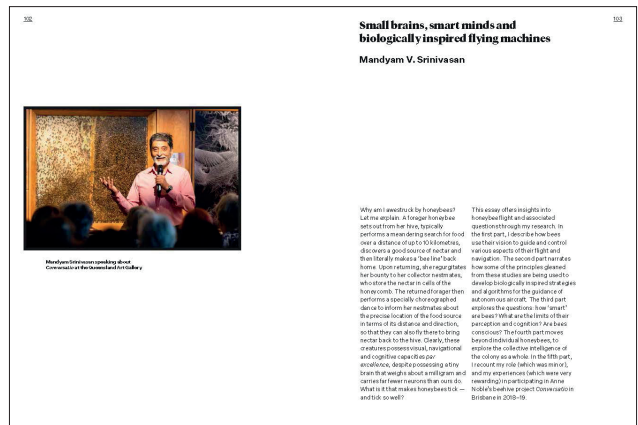 102
103
Small brains, smart minds and
biologically inspired flying machines
Mandyam V. Srinivasan
Mandyam Srinivasan speaking about
Conversatio at the Queensland Art Gallery
Why am I awestruck by honeybees?
Let me explain. A forager honeybee
sets out from her hive, typically
performs a meandering search for food
over a distance of up to 10 kilometres,
discovers a good source of nectar and
then literally makes a ‘bee line’ back
home. Upon returning, she regurgitates
her bounty to her collector nestmates,
who store the nectar in cells of the
honeycomb. The returned forager then
performs a specially choreographed
dance to inform her nestmates about
the precise location of the food source
in terms of its distance and direction,
so that they can also fly there to bring
nectar back to the hive. Clearly, these
creatures possess visual, navigational
and cognitive capacities par
excellence, despite possessing a tiny
brain that weighs about a milligram and
carries far fewer neurons than ours do.
What is it that makes honeybees tick —
and tick so well?
This essay offers insights into
honeybee flight and associated
questions through my research. In
the first part, I describe how bees
use their vision to guide and control
various aspects of their flight and
navigation. The second part narrates
how some of the principles gleaned
from these studies are being used to
develop biologically inspired strategies
and algorithms for the guidance of
autonomous aircraft. The third part
explores the questions: how ‘smart’
are bees? What are the limits of their
perception and cognition? Are bees
conscious? The fourth part moves
beyond individual honeybees, to
explore the collective intelligence of
the colony as a whole. In the fifth part,
I recount my role (which was minor),
and my experiences (which were very
rewarding) in participating in Anne
Noble’s beehive project Conversatio in
Brisbane in 2018–19.